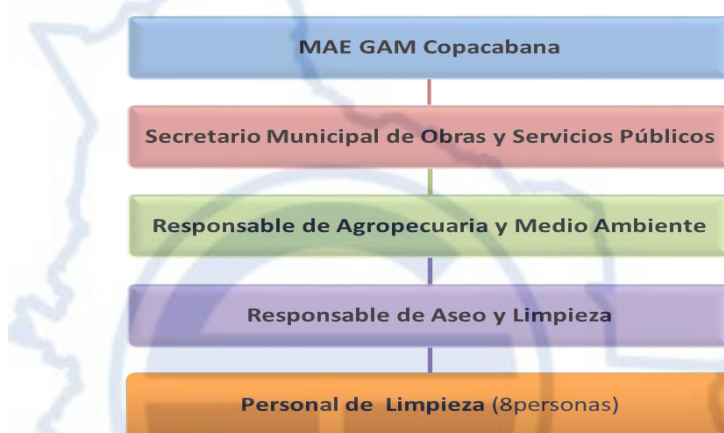 MAE GAM Copacabana
Secretario Municipal de Obras y Servicios Públicos
Responsable de Agropecuaria y Medio Ambiente
Responsable de Aseo y Limpieza
Personal de Limpieza (8personas)